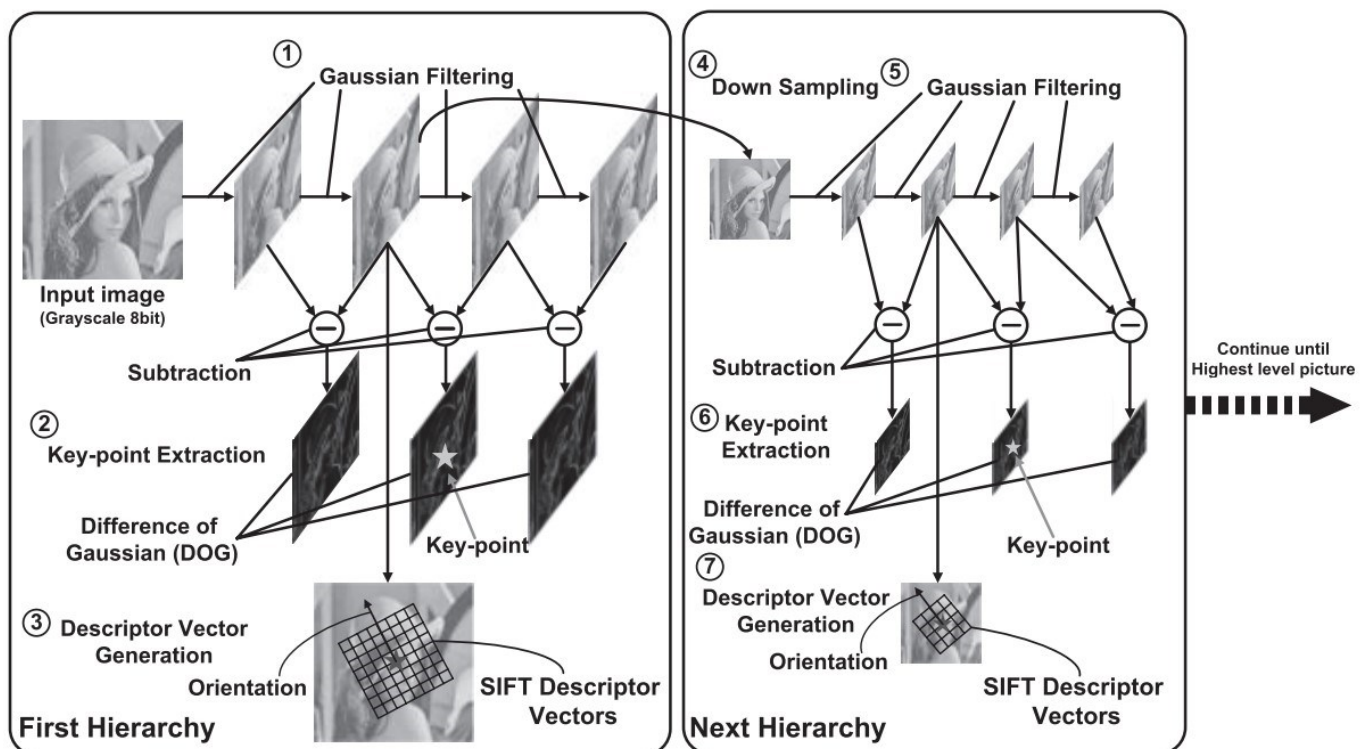 ①
Gaussian Filtering
Input image
(Grayscale 8bit)
Subtraction
②
Key-point Extraction
Difference of
Gaussian (DOG)
Key-point
③
Descriptor Vector
Generation
Orientation
SIFT Descriptor
Vectors
First Hierarchy
④
Down Sampling
⑤
Gaussian Filtering
Subtraction
⑥
Key-point
Extraction
Difference of
Gaussian (DOG)
Key-point
⑦
Descriptor Vector
Generation
Orientation
SIFT Descriptor
Vectors
Next Hierarchy
Continue until
Highest level picture